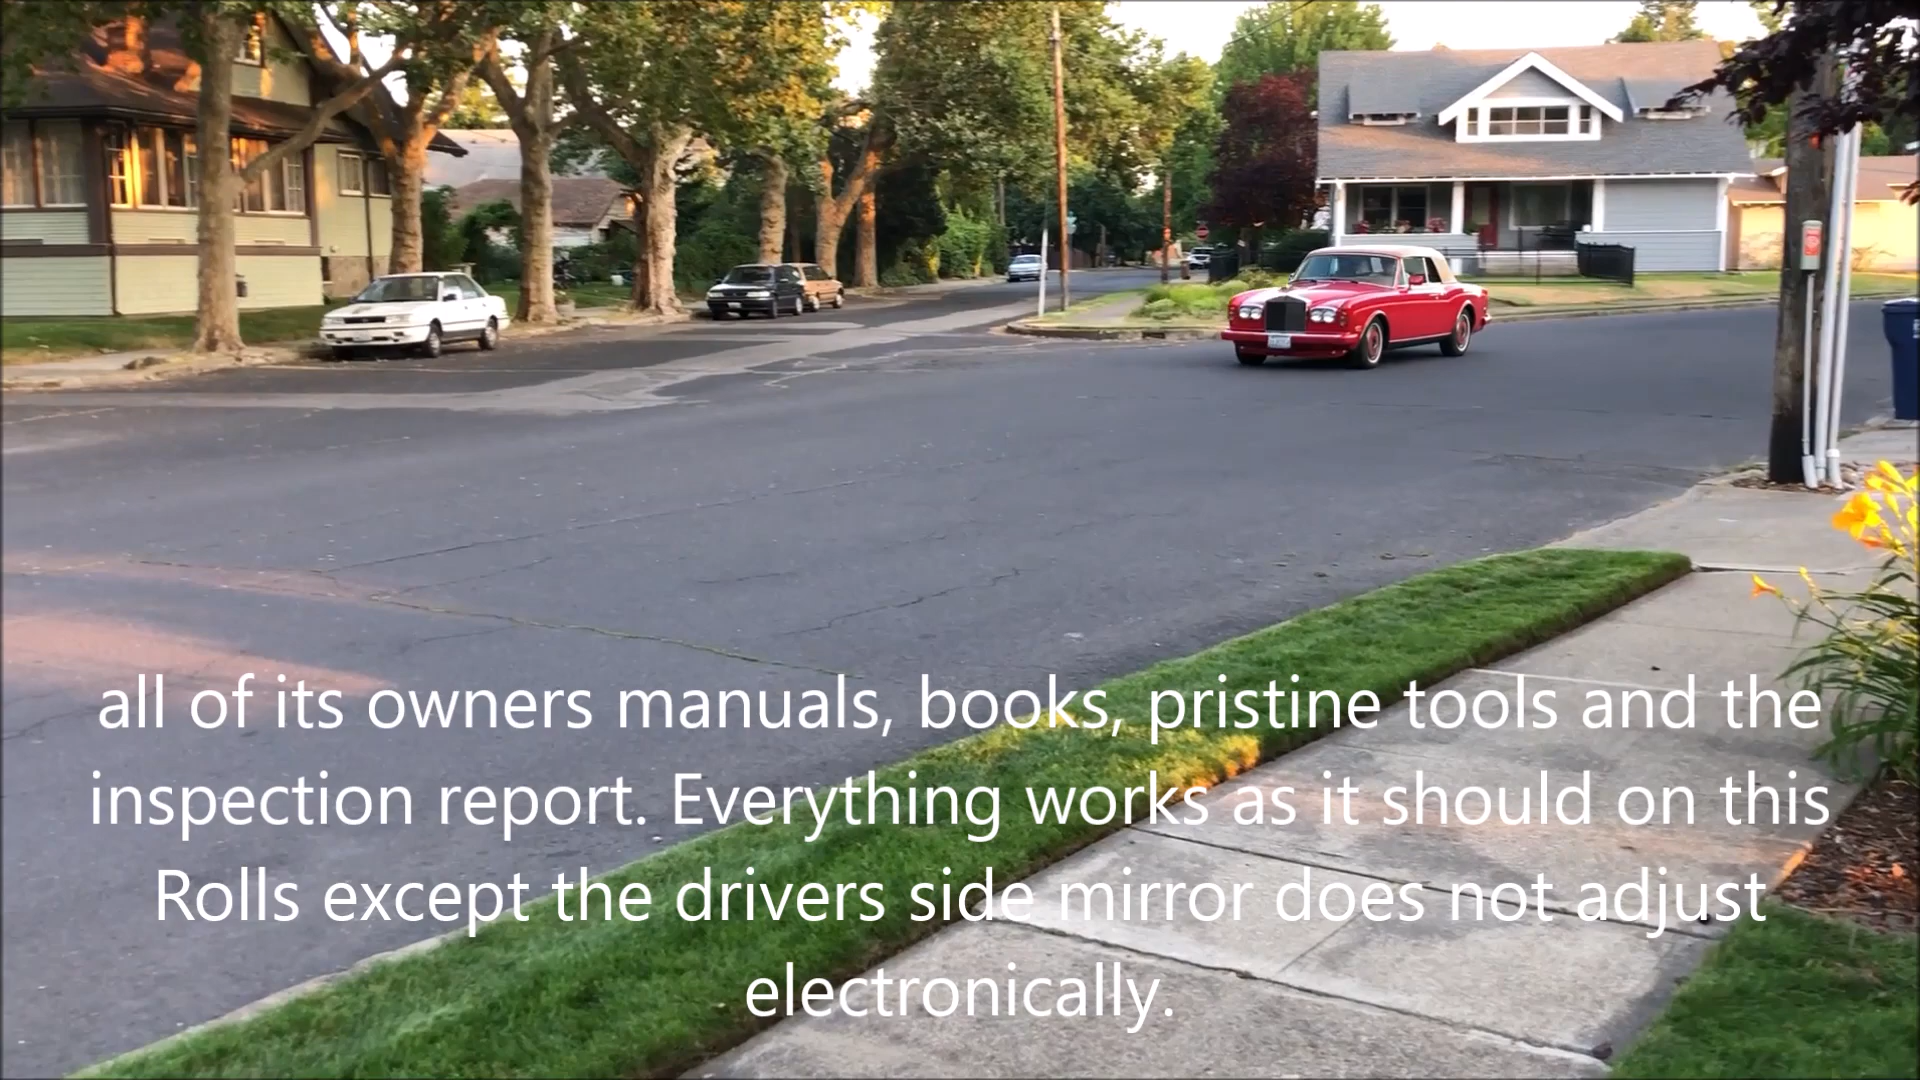 all of its owners manuals, books, pristine tools and the
inspection report. Everything works as it should on this
Rolls except the drivers side mirror does not adjust
electronically.